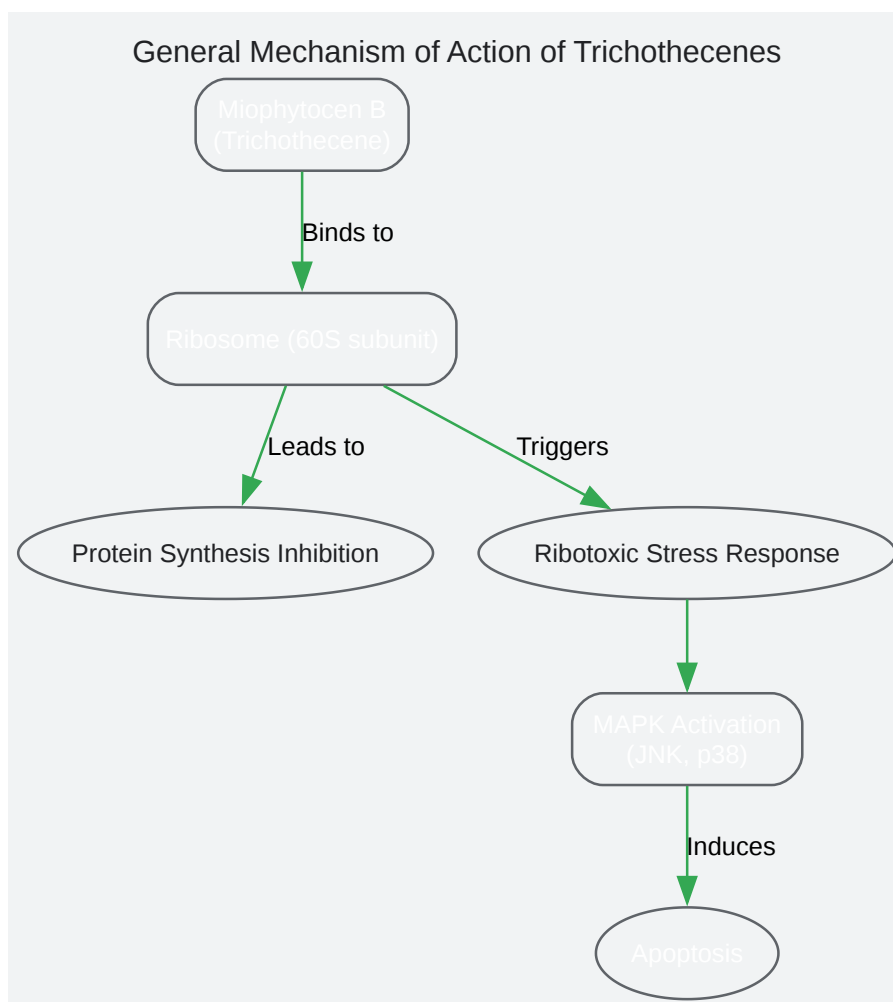 General Mechanism of Action of Trichothecenes
Miophytocen B
(Trichothecene)
Binds to
Ribosome (60S subunit)
Leads to
Triggers
Protein Synthesis Inhibition
Ribotoxic Stress Response
MAPK Activation
(JNK, p38)
Induces
Apoptosis